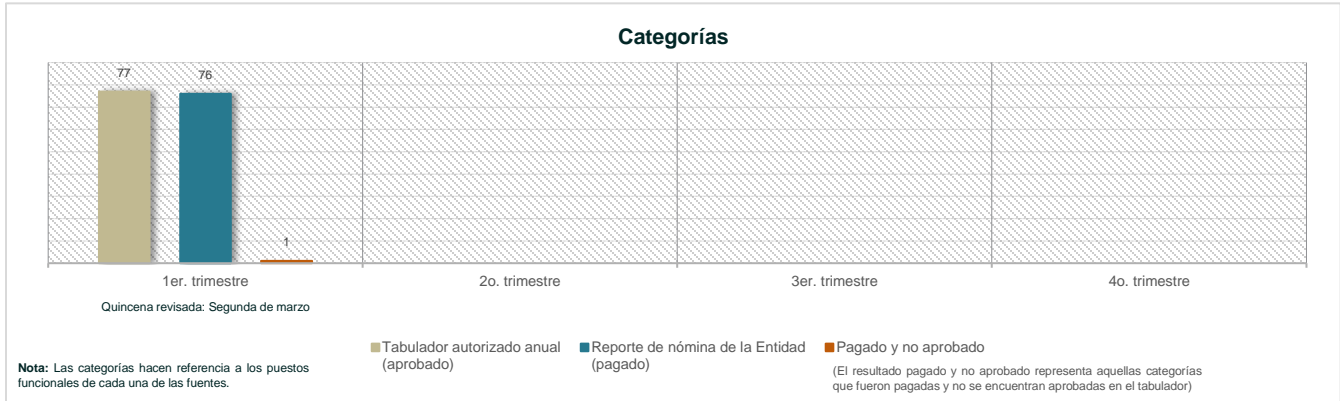 Categorías
77
76
1
1er. trimestre
2o. trimestre
3er. trimestre
4o. trimestre
Quincena revisada: Segunda de marzo
Tabulador autorizado anual
(aprobado)
Reporte de nómina de la Entidad
(pagado)
Pagado y no aprobado
(El resultado pagado y no aprobado representa aquellas categorías
que fueron pagadas y no se encuentran aprobadas en el tabulador)
Nota: Las categorías hacen referencia a los puestos
funcionales de cada una de las fuentes.